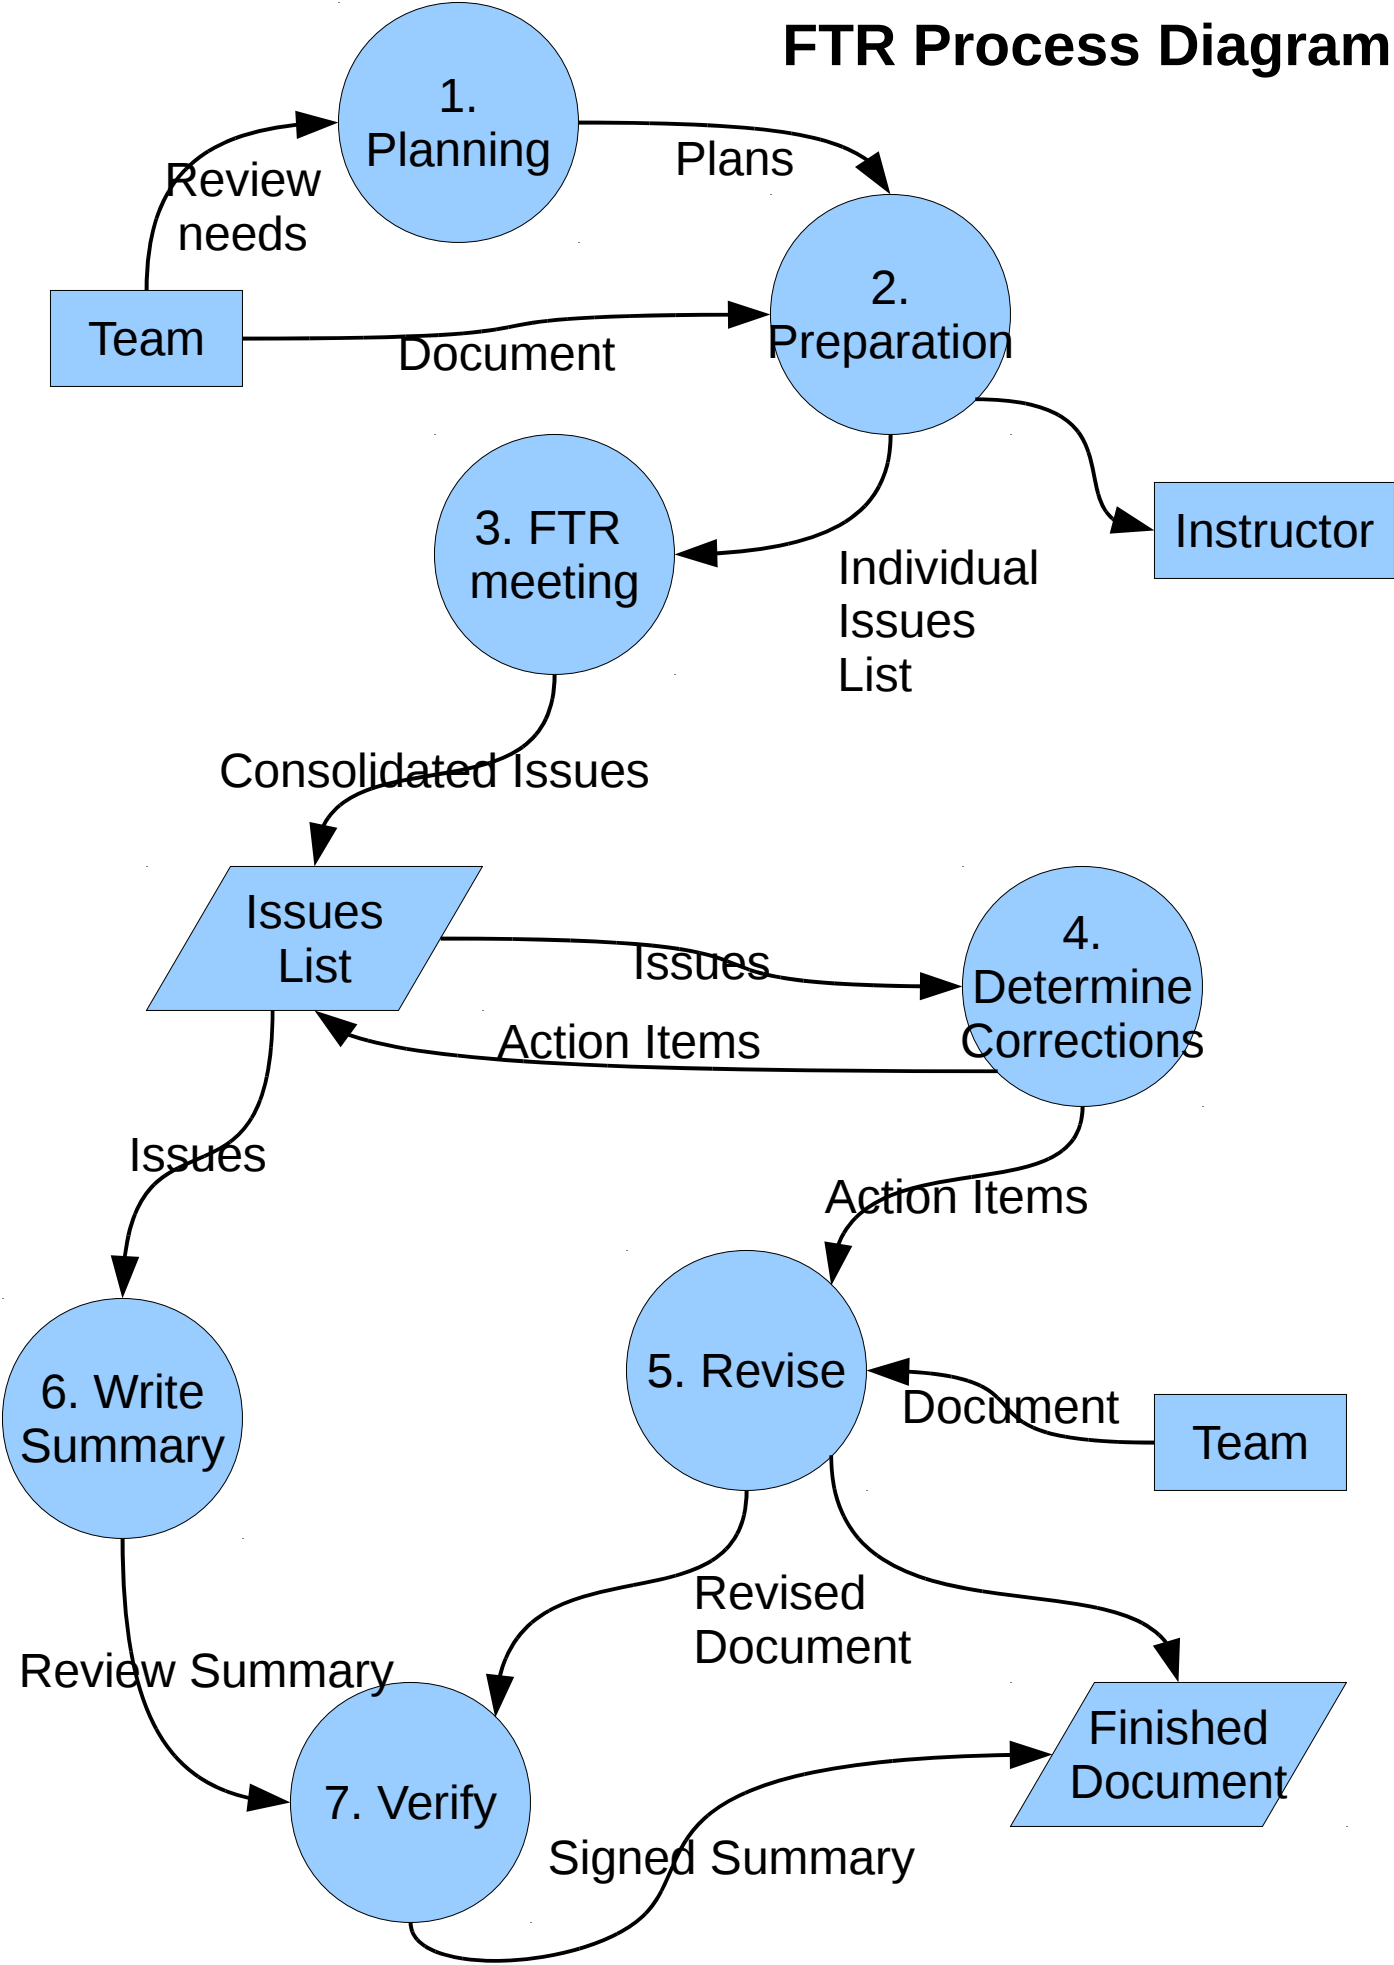 FTR Process Diagram
1.
Planning
Review
needs
Plans
Team
2.
Preparation
Document
3. FTR
meeting
Instructor
Individual
Issues
List
Consolidated Issues
Issues
List
Issues
4.
Determine
Corrections
Action Items
Issues
Action Items
5. Revise
6. Write
Summary
Document
Team
Revised
Document
Review Summary
7. Verify
Finished
Document
Signed Summary